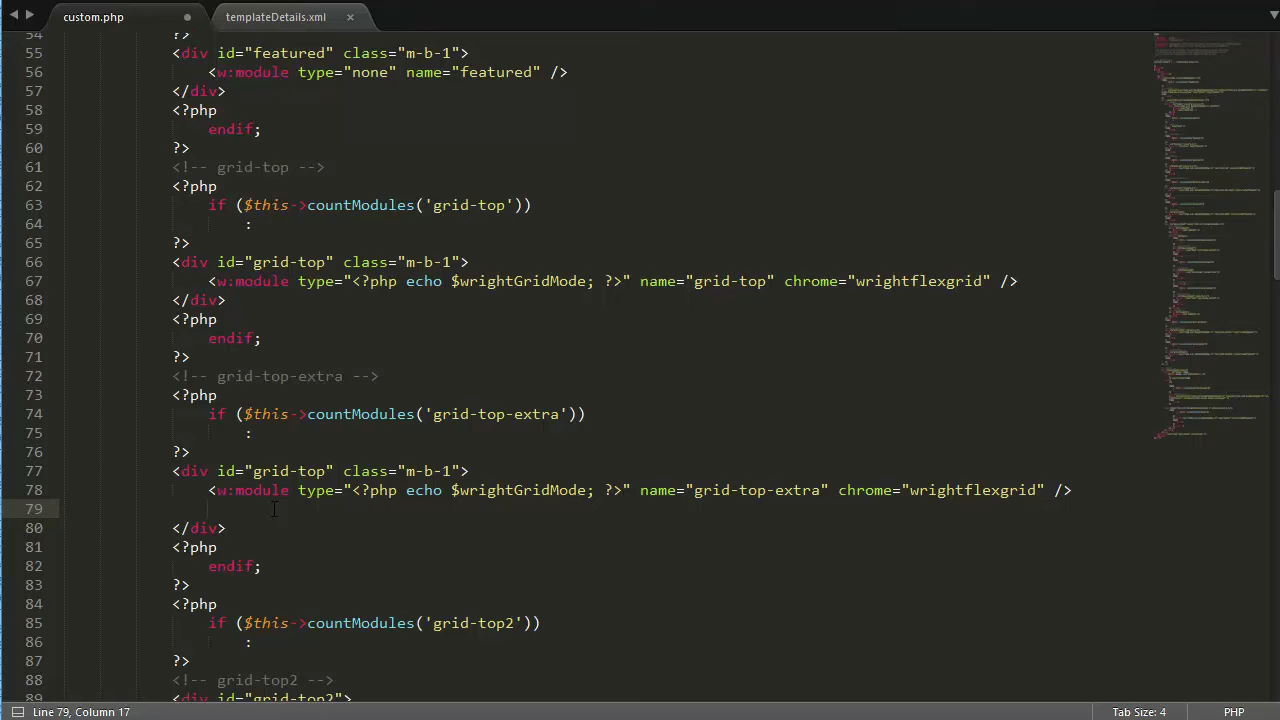 custom.php
templateDetails.xml
54 ?>
55 <div id="featured" class="m-b-1">
56 <w:module type="none" name="featured" />
57 </div>
58 <?php
59 endif;
60 ?>
61 <!-- grid-top -->
62 <?php
63 if ($this->countModules('grid-top'))
64 :
65 ?>
66 <div id="grid-top" class="m-b-1">
67 <w:module type="<?php echo $wrightGridMode; ?>" name="grid-top" chrome="wrightflexgrid" />
68 </div>
69 <?php
70 endif;
71 ?>
72 <!-- grid-top-extra -->
73 <?php
74 if ($this->countModules('grid-top-extra'))
75 :
76 ?>
77 <div id="grid-top" class="m-b-1">
78 <w:module type="<?php echo $wrightGridMode; ?>" name="grid-top-extra" chrome="wrightflexgrid" />
79
80 </div>
81 <?php
82 endif;
83 ?>
84 <?php
85 if ($this->countModules('grid-top2'))
86 :
87 ?>
88 <!-- grid-top2 -->
89 <div id="grid-top2">
Line 79, Column 17
Tab Size: 4
PHP